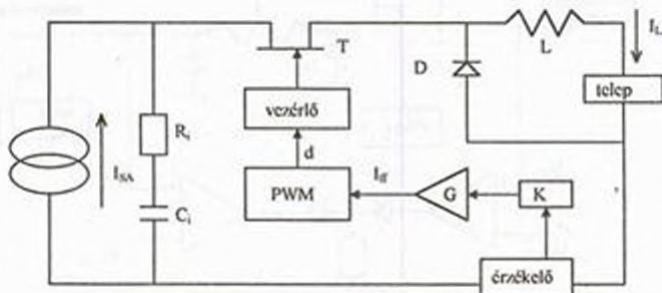 T
L
I_L
D
telep
vezérlő
R_i
I_SA
d
I_ff
G
K
PWM
C_i
érzékelő